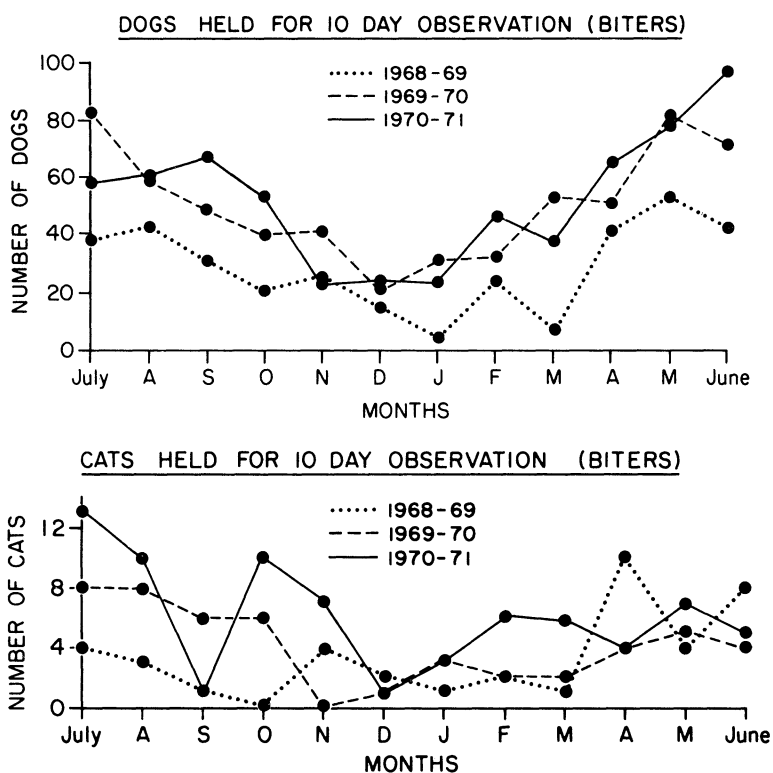 DOGS HELD FOR 10 DAY OBSERVATION (BITERS)
1968-69
1969-70
1970-71
NUMBER OF DOGS
100
80
60
40
20
0
July A S O N D J F M A M June
MONTHS
CATS HELD FOR 10 DAY OBSERVATION (BITERS)
1968-69
1969-70
1970-71
NUMBER OF CATS
12
8
4
0
July A S O N D J F M A M June
MONTHS